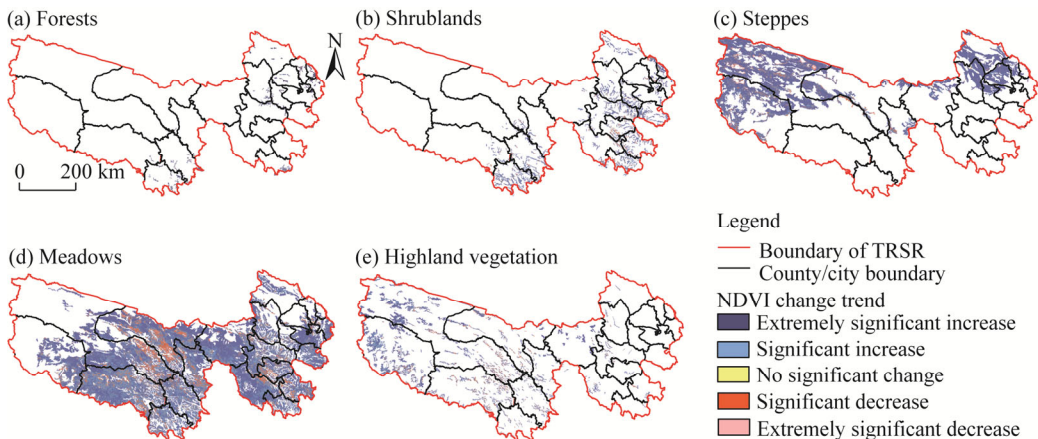 (a) Forests
(b) Shrublands
(c) Steppes
N
0 200 km
(d) Meadows
(e) Highland vegetation
Legend
Boundary of TRSR
County/city boundary
NDVI change trend
Extremely significant increase
Significant increase
No significant change
Significant decrease
Extremely significant decrease